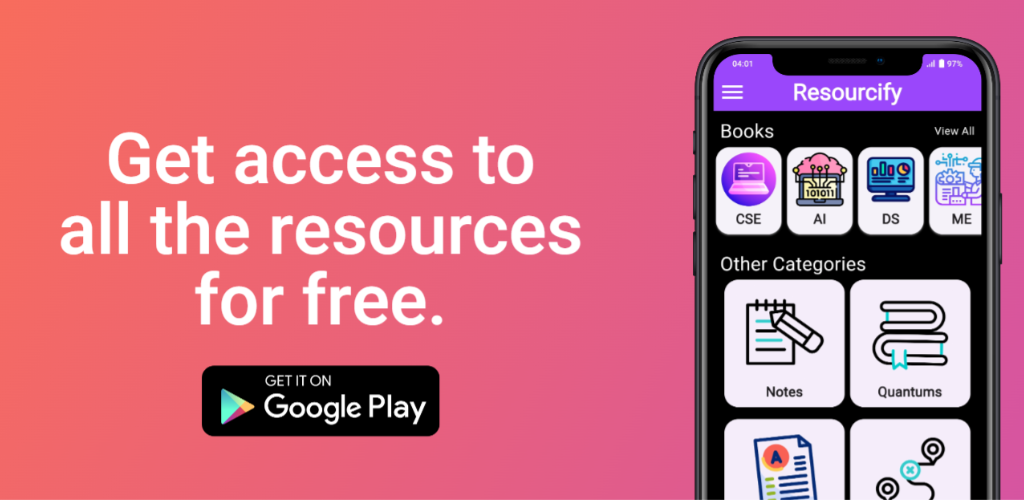 Get access to
all the resources
for free.
GET IT ON
Google Play
04:01
97%
Resourcify
Books
View All
CSE
AI
DS
ME
101011
Other Categories
Notes
Quantums
A